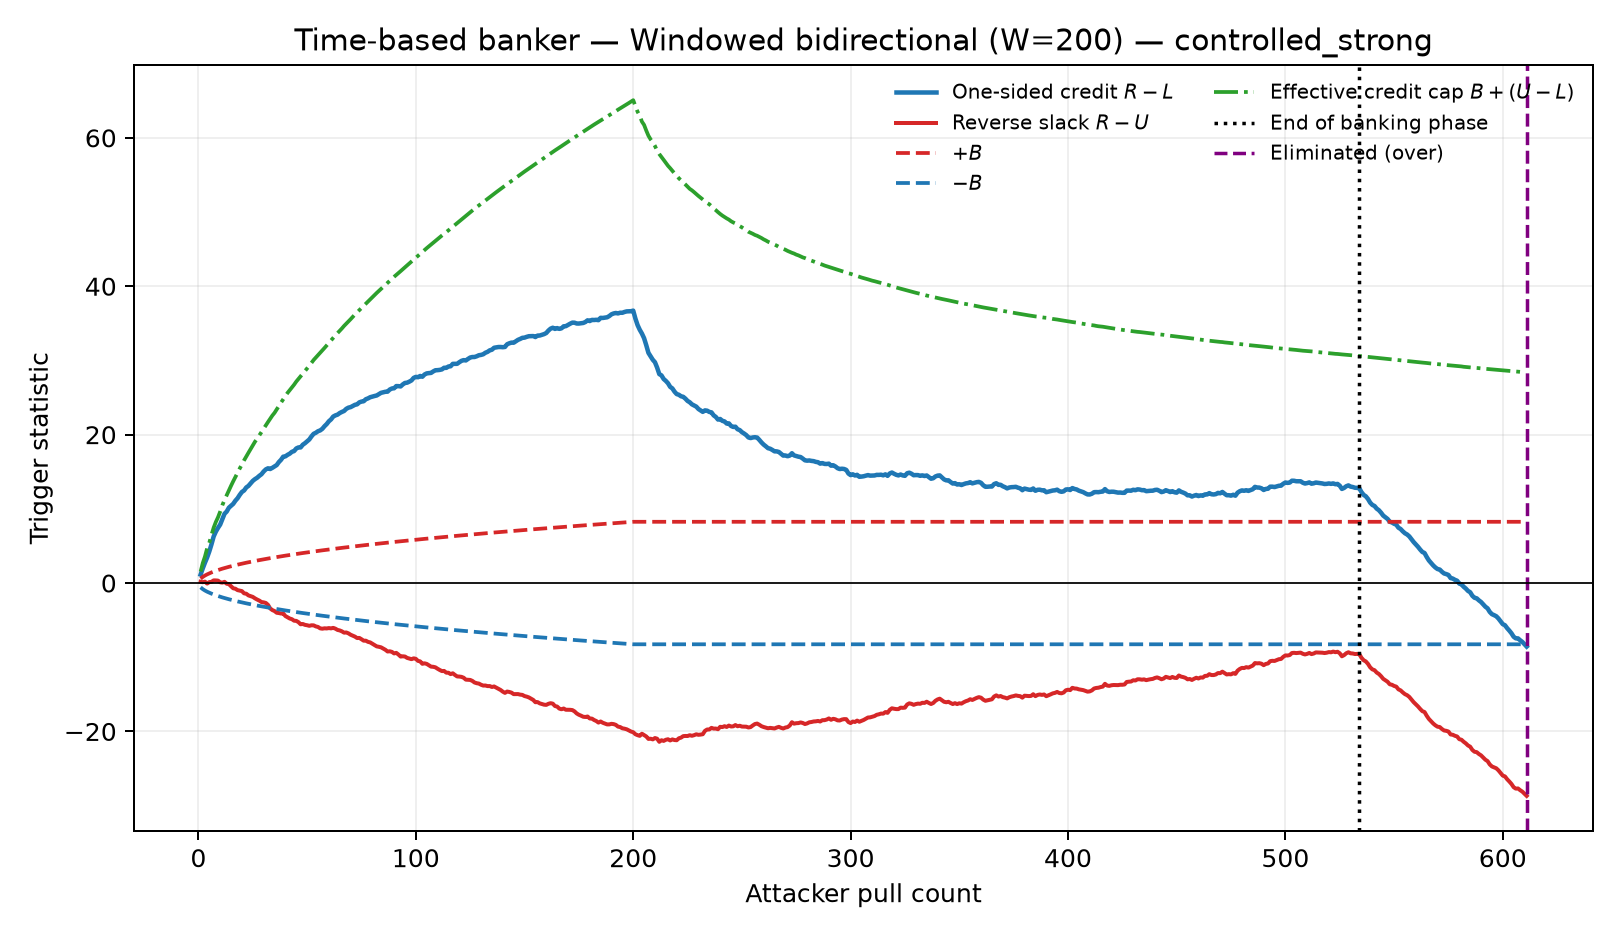 Time-based banker — Windowed bidirectional (W=200) — controlled_strong
One-sided credit R − L
Reverse slack R − U
+B
−B
Effective credit cap B + (U − L)
End of banking phase
Eliminated (over)
Trigger statistic
60
40
20
0
−20
0 100 200 300 400 500 600
Attacker pull count